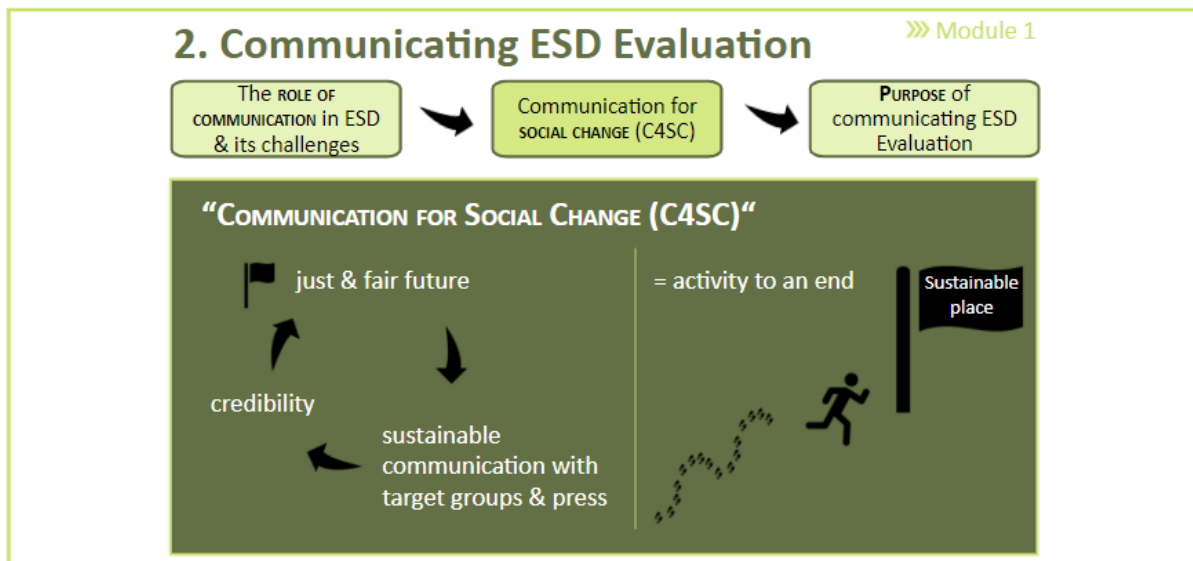 2. Communicating ESD Evaluation
»» Module 1
The ROLE OF
COMMUNICATION in ESD
& its challenges
Communication for
SOCIAL CHANGE (C4SC)
PURPOSE of
communicating ESD
Evaluation
“COMMUNICATION FOR SOCIAL CHANGE (C4SC)“
just & fair future
credibility
sustainable
communication with
target groups & press
= activity to an end
Sustainable
place